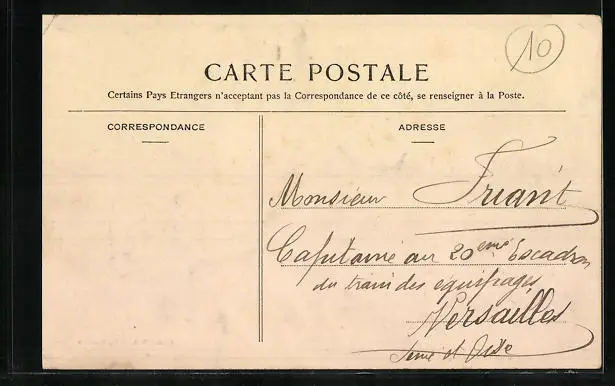 10
CARTE POSTALE
Certains Pays Etrangers n'acceptant pas la Correspondance de ce côté, se renseigner à la Poste.
CORRESPONDANCE
ADRESSE
Monsieur Friant
Capitaine au 20eme Escadron
du train des équipages
Versailles
Seine et Oise